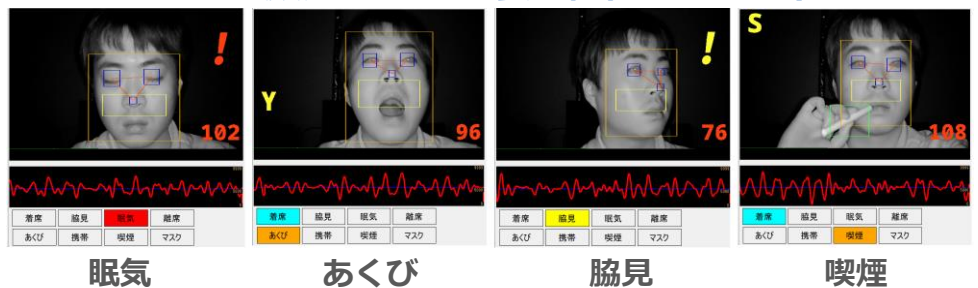 !
102
着席 脇見 眠気 離席
あくび 携帯 喫煙 マスク
眠気
Y
96
着席 脇見 眠気 離席
あくび 携帯 喫煙 マスク
あくび
!
76
着席 脇見 眠気 離席
あくび 携帯 喫煙 マスク
脇見
S
108
着席 脇見 眠気 離席
あくび 携帯 喫煙 マスク
喫煙